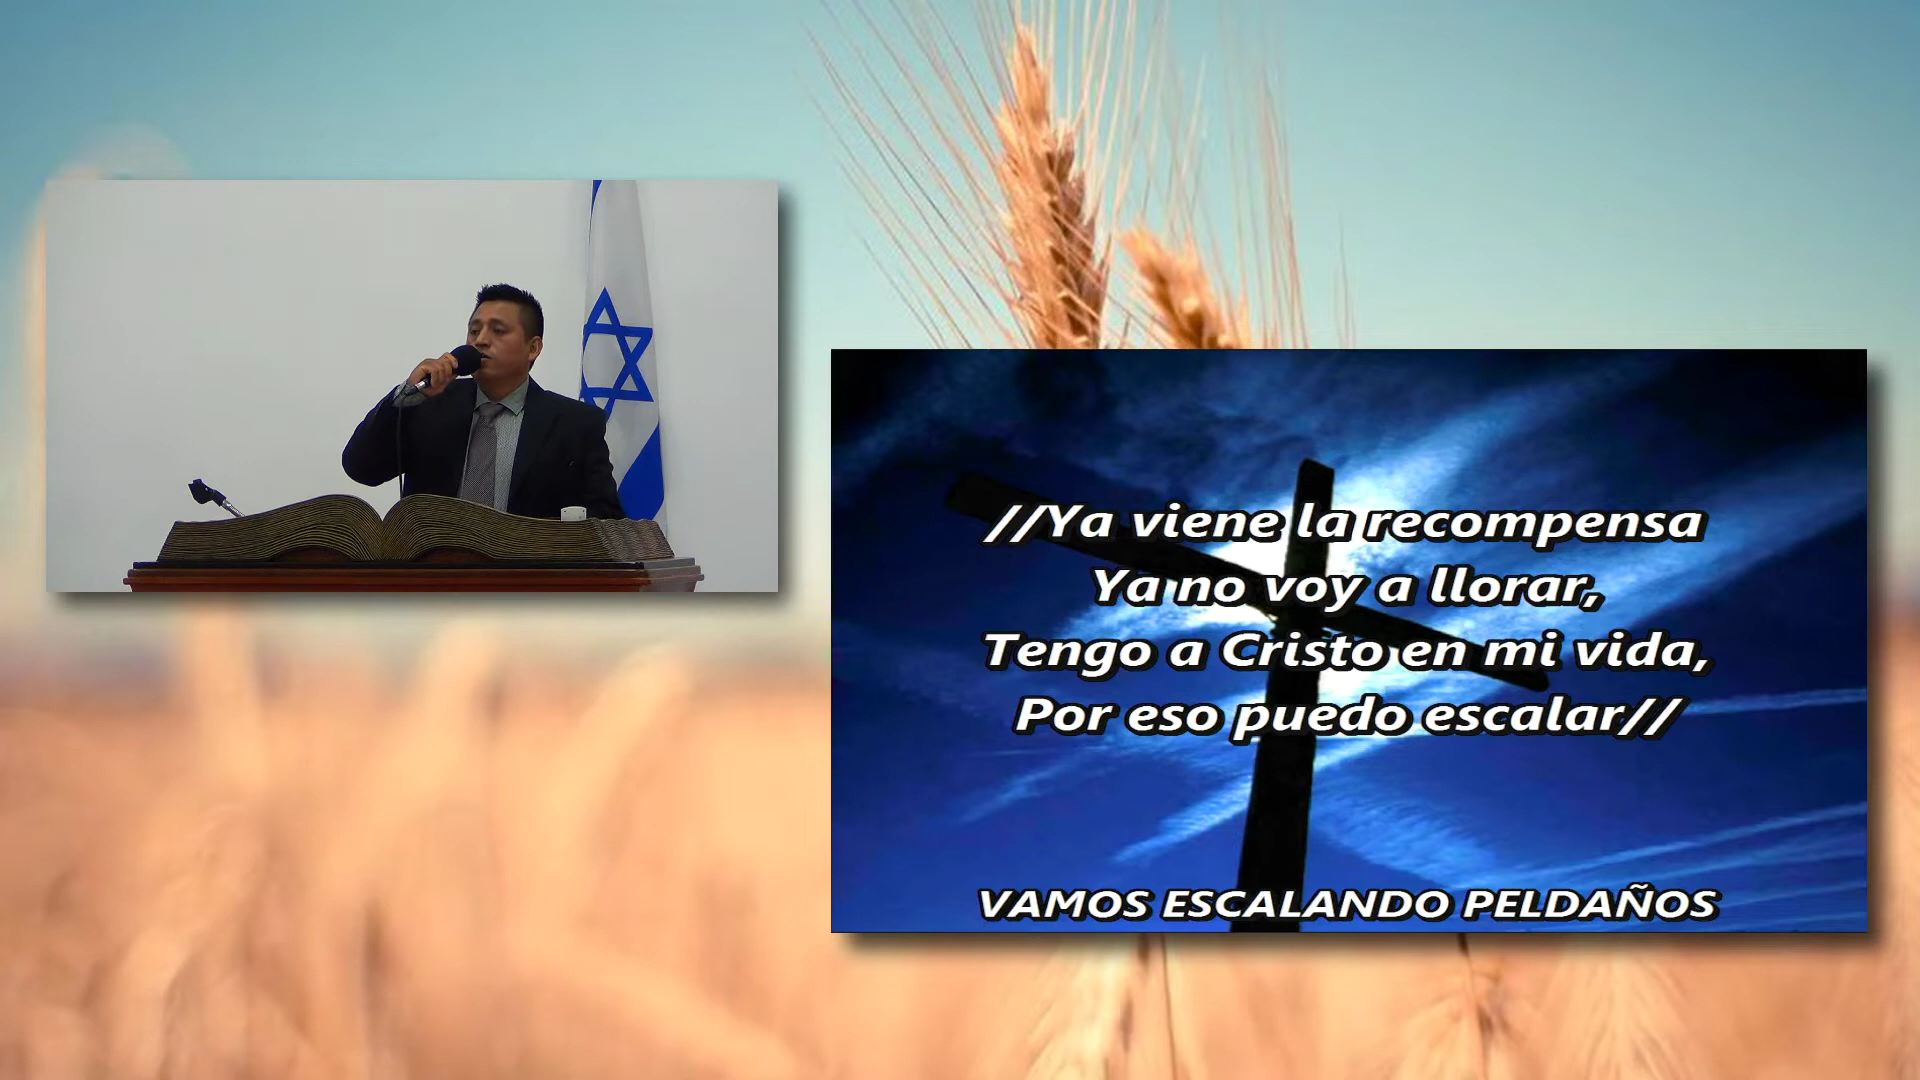 //Ya viene la recompensa
Ya no voy a llorar,
Tengo a Cristo en mi vida,
Por eso puedo escalar//
VAMOS ESCALANDO PELDAÑOS